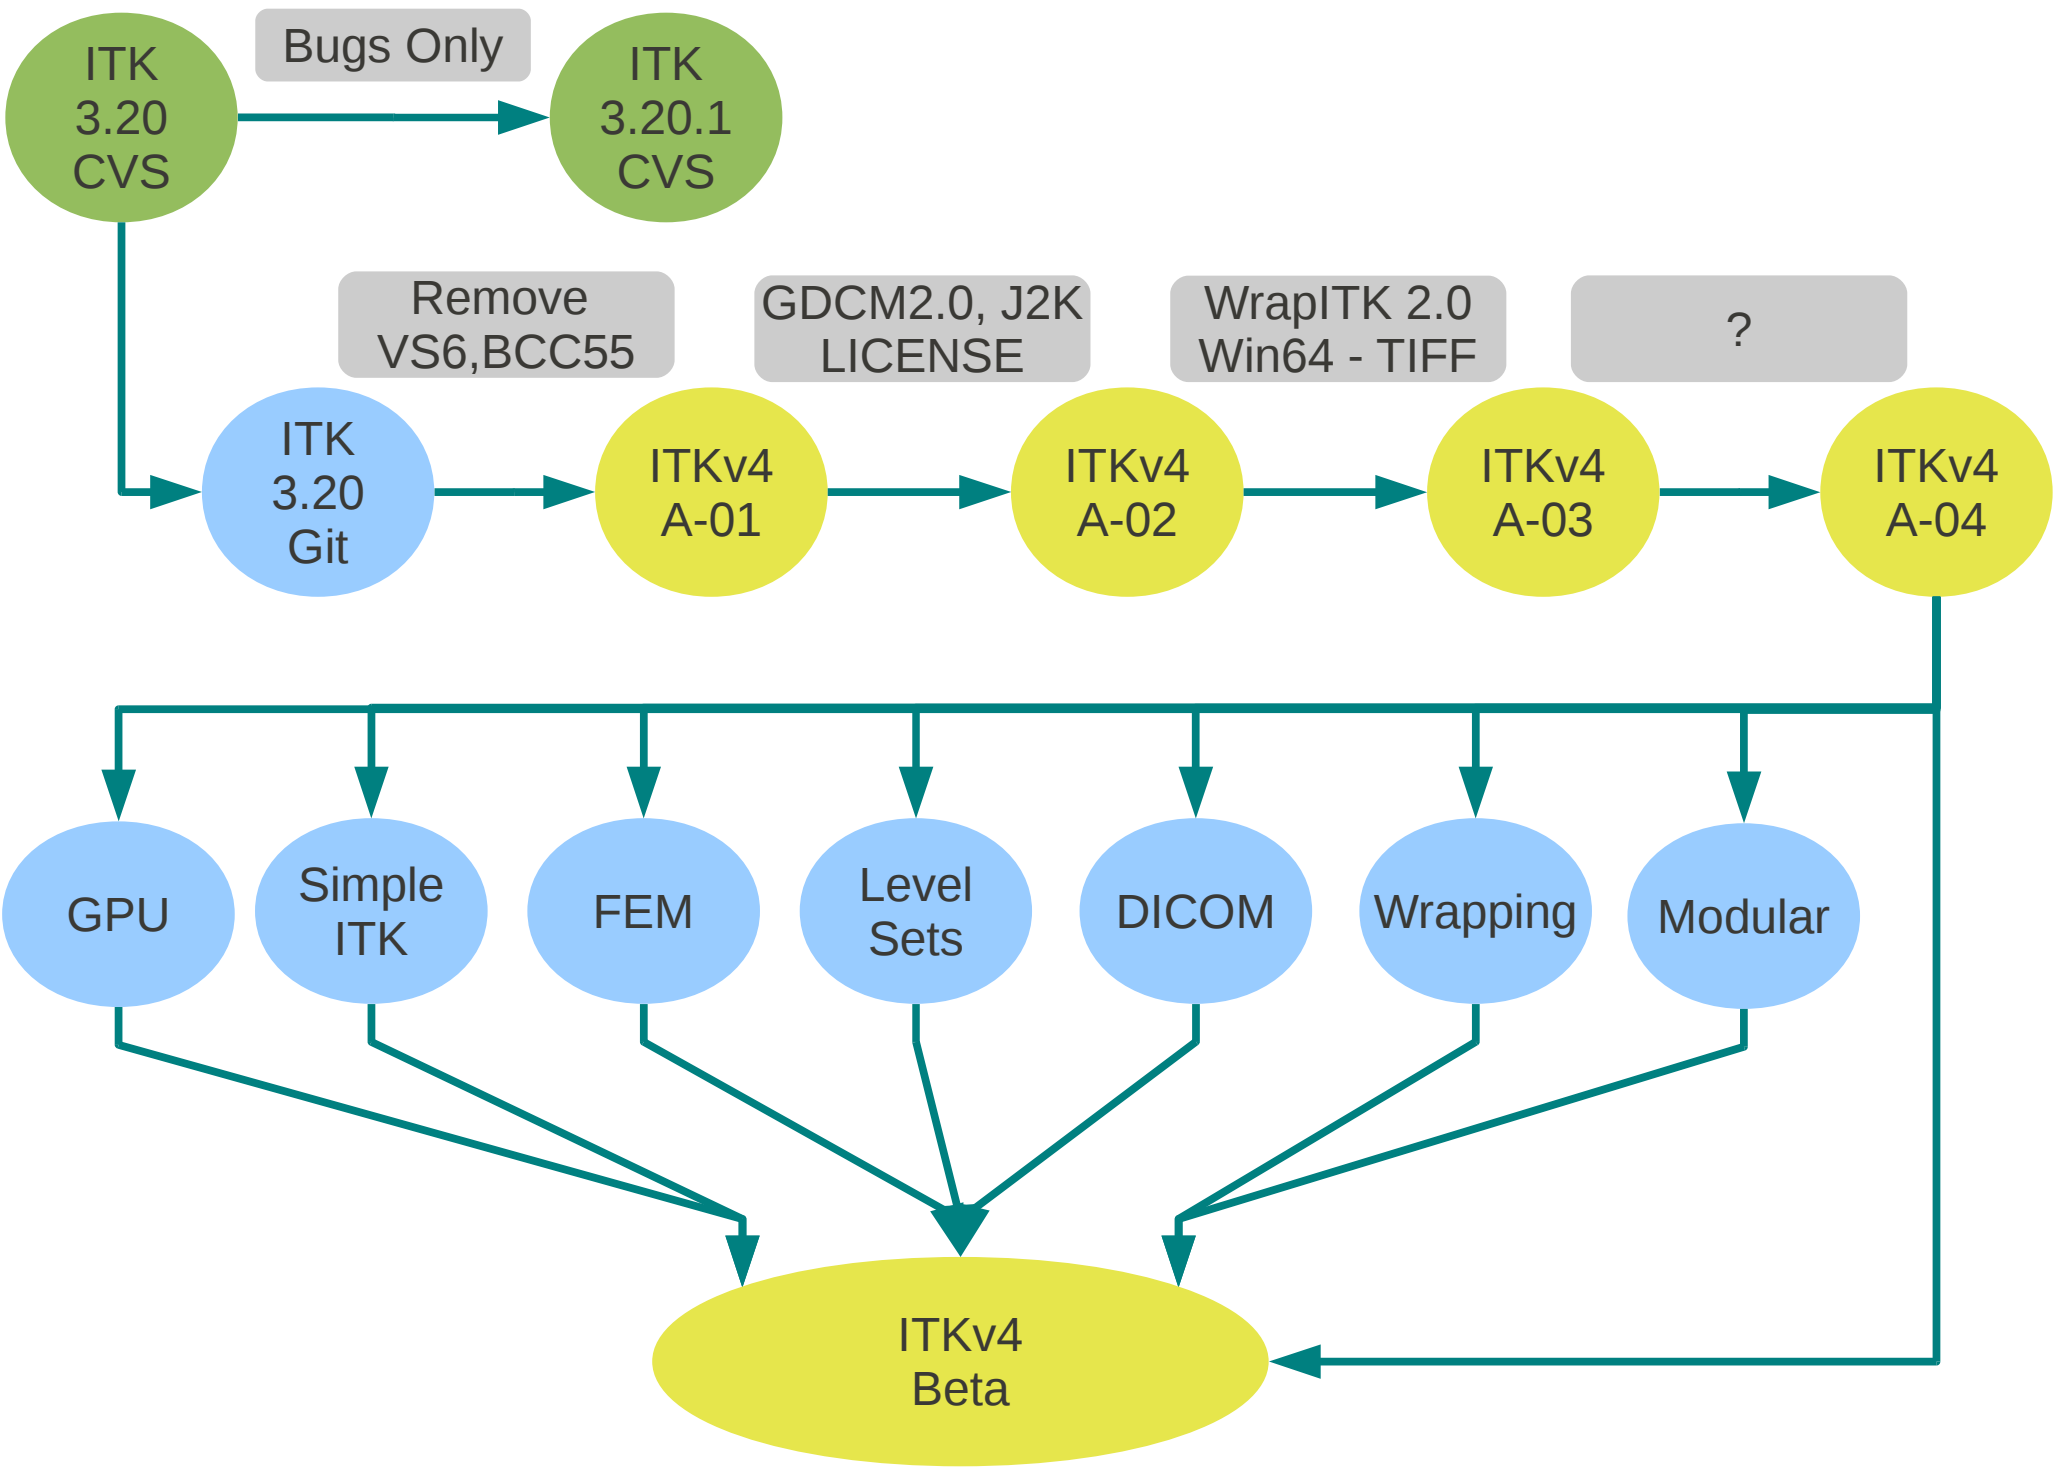 ITK
3.20
CVS
Bugs Only
ITK
3.20.1
CVS
Remove
VS6,BCC55
GDCM2.0, J2K
LICENSE
WrapITK 2.0
Win64 - TIFF
?
ITK
3.20
Git
ITKv4
A-01
ITKv4
A-02
ITKv4
A-03
ITKv4
A-04
GPU
Simple
ITK
FEM
Level
Sets
DICOM
Wrapping
Modular
ITKv4
Beta